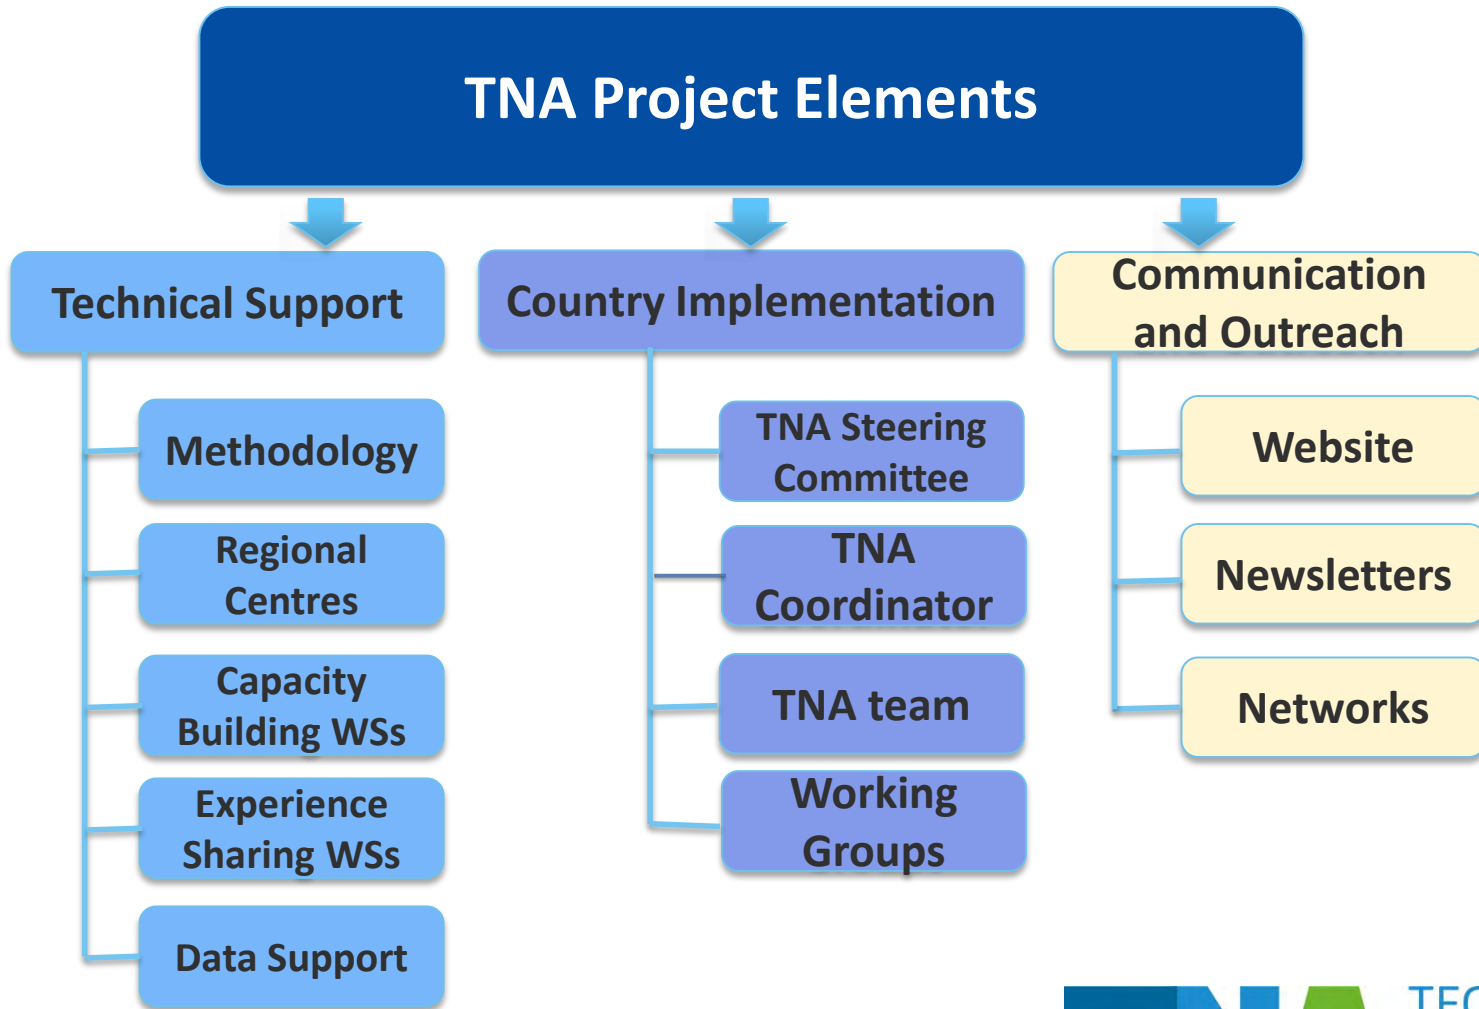 TNA Project Elements
Technical Support
Methodology
Regional
Centres
Capacity
Building WSs
Experience
Sharing WSs
Data Support
Country Implementation
TNA Steering
Committee
TNA
Coordinator
TNA team
Working
Groups
Communication
and Outreach
Website
Newsletters
Networks